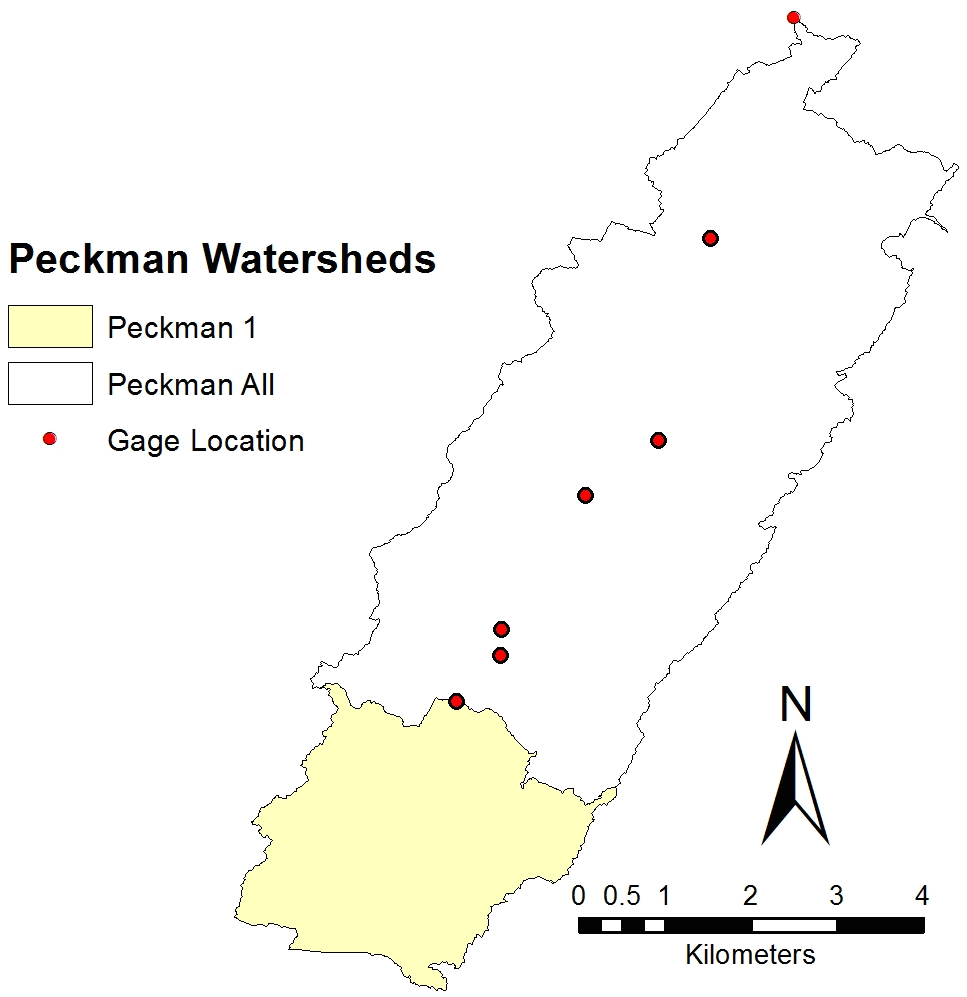 Peckman Watersheds
Peckman 1
Peckman All
Gage Location
N
0 0.5 1 2 3 4
Kilometers